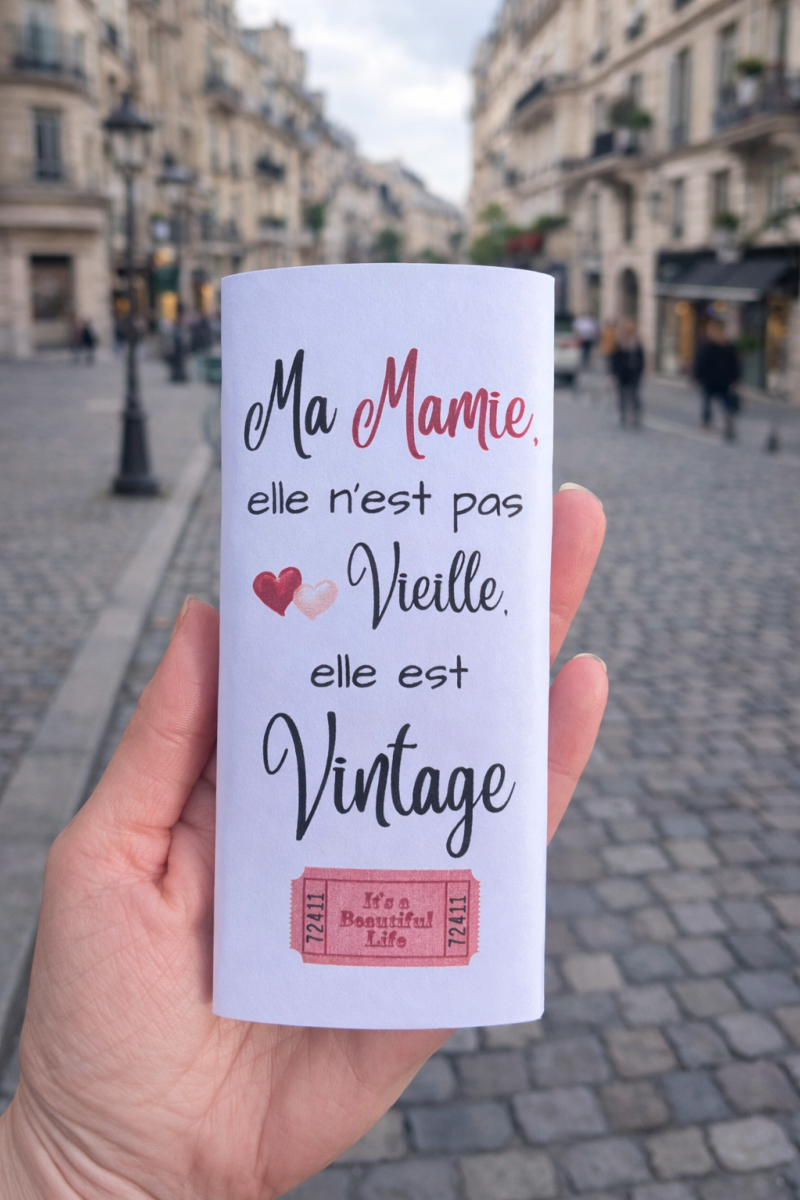 Ma Mamie,
elle n'est pas
Vieille,
elle est
Vintage
72411
It's a
Beautiful
Life
72411